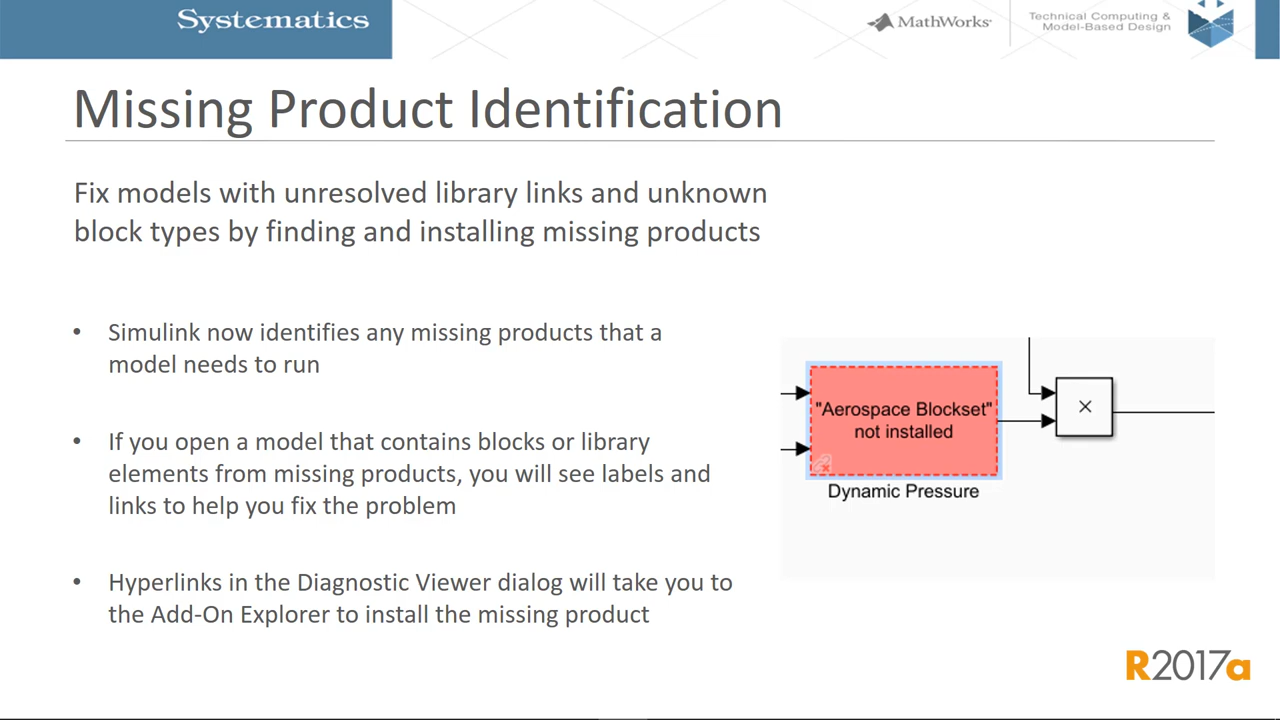 Systematics
MathWorks
Technical Computing &
Model-Based Design
Missing Product Identification
Fix models with unresolved library links and unknown
block types by finding and installing missing products
• Simulink now identifies any missing products that a
model needs to run
• If you open a model that contains blocks or library
elements from missing products, you will see labels and
links to help you fix the problem
• Hyperlinks in the Diagnostic Viewer dialog will take you to
the Add-On Explorer to install the missing product
"Aerospace Blockset"
not installed
×
Dynamic Pressure
R2017a